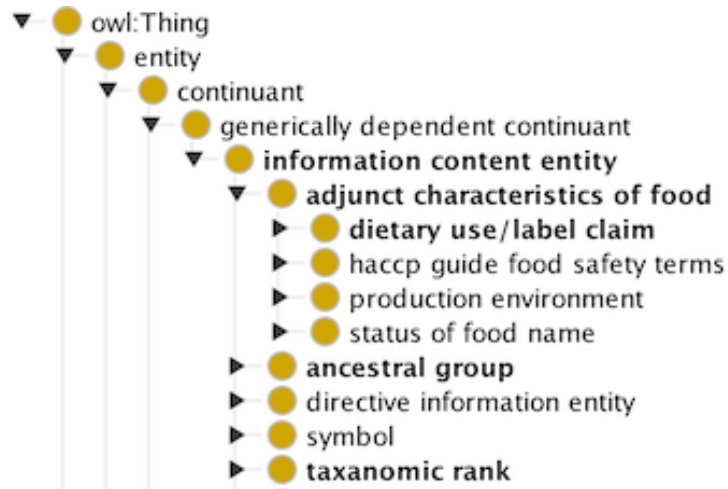 owl:Thing
entity
continuant
generically dependent continuant
information content entity
adjunct characteristics of food
dietary use/label claim
haccp guide food safety terms
production environment
status of food name
ancestral group
directive information entity
symbol
taxanomic rank